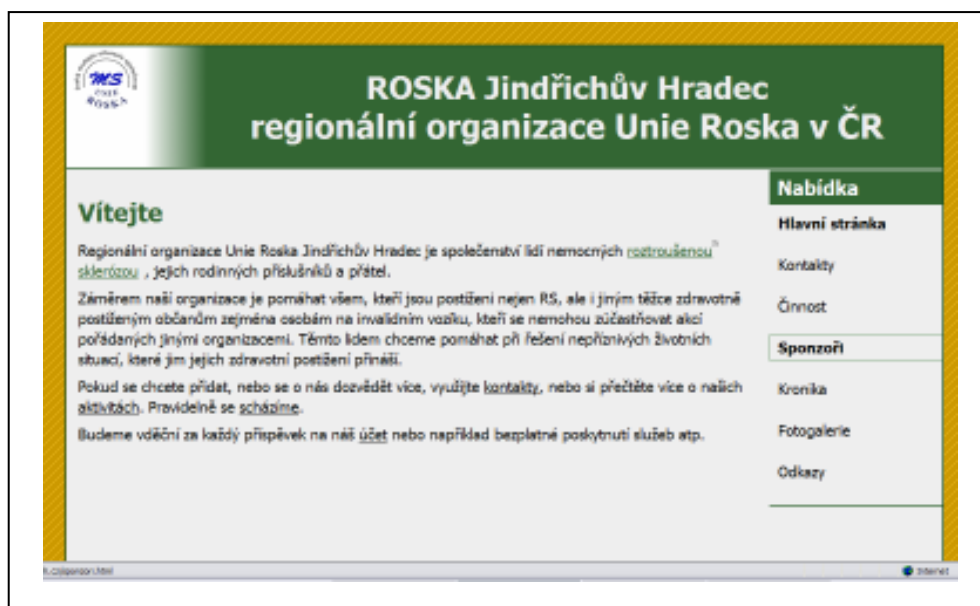 MS
UNIE
ROSKA
ROSKA Jindřichův Hradec
regionální organizace Unie Roska v ČR
Vítejte
Regionální organizace Unie Roska Jindřichův Hradec je společenství lidí nemocných roztroušenou
sklerózou , jejich rodinných příslušníků a přátel.
Záměrem naší organizace je pomáhat všem, kteří jsou postiženi nejen RS, ale i jiným těžce zdravotně
postiženým občanům zejména osobám na invalidním vozíku, kteří se nemohou zúčastňovat akcí
pořádaných jinými organizacemi. Těmto lidem chceme pomáhat při řešení nepříznivých životních
situací, které jim jejich zdravotní postižení přináší.
Pokud se chcete přidat, nebo se o nás dozvědět více, využijte kontakty, nebo si přečtěte více o našich
aktivitách. Pravidelně se scházíme.
Budeme vděční za každý příspěvek na náš účet nebo například bezplatné poskytnutí služeb atp.
Nabídka
Hlavní stránka
Kontakty
Činnost
Sponzoři
Kronika
Fotogalerie
Odkazy
Internet